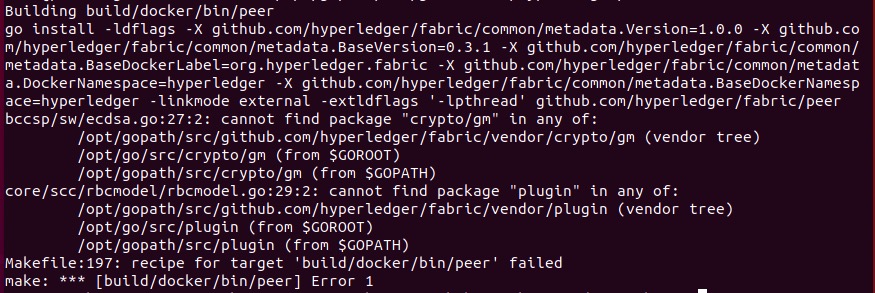 Building build/docker/bin/peer
go install -ldflags -X github.com/hyperledger/fabric/common/metadata.Version=1.0.0 -X github.co
m/hyperledger/fabric/common/metadata.BaseVersion=0.3.1 -X github.com/hyperledger/fabric/common/
metadata.BaseDockerLabel=org.hyperledger.fabric -X github.com/hyperledger/fabric/common/metadat
a.DockerNamespace=hyperledger -X github.com/hyperledger/fabric/common/metadata.BaseDockerNamesp
ace=hyperledger -linkmode external -extldflags '-lpthread' github.com/hyperledger/fabric/peer
bccsp/sw/ecdsa.go:27:2: cannot find package "crypto/gm" in any of:
        /opt/gopath/src/github.com/hyperledger/fabric/vendor/crypto/gm (vendor tree)
        /opt/go/src/crypto/gm (from $GOROOT)
        /opt/gopath/src/crypto/gm (from $GOPATH)
core/scc/rbcmodel/rbcmodel.go:29:2: cannot find package "plugin" in any of:
        /opt/gopath/src/github.com/hyperledger/fabric/vendor/plugin (vendor tree)
        /opt/go/src/plugin (from $GOROOT)
        /opt/gopath/src/plugin (from $GOPATH)
Makefile:197: recipe for target 'build/docker/bin/peer' failed
make: *** [build/docker/bin/peer] Error 1